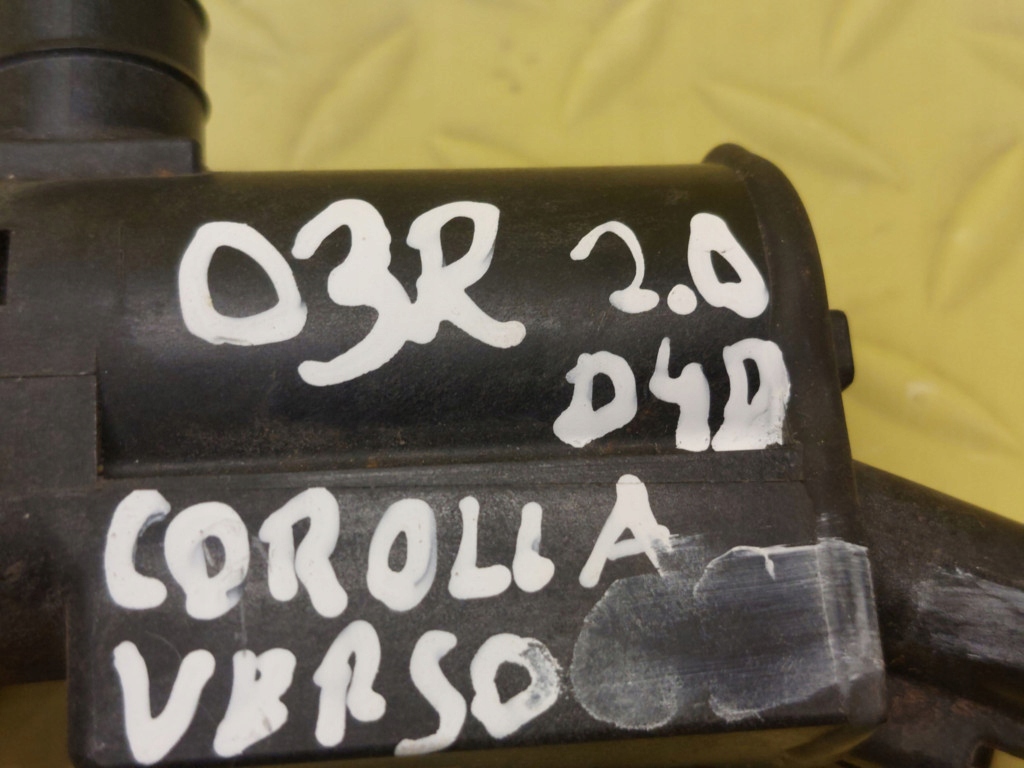 03R 2.0
D4D
COROLLA
VERSO